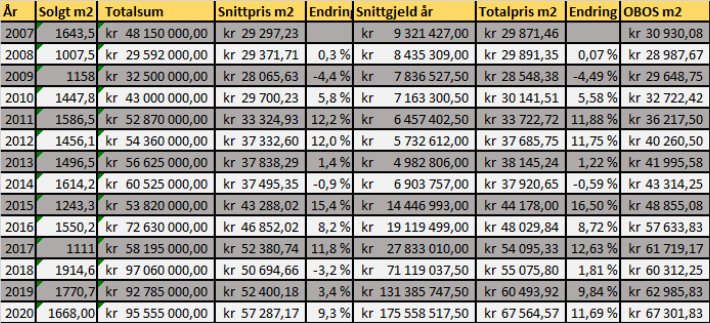 År Solgt m2 Totalsum Snittpris m2 Endring Snittgjeld år Totalpris m2 Endring OBOS m2
2007 1643,5 kr 48 150 000,00 kr 29 297,23 kr 9 321 427,00 kr 29 871,46 kr 30 930,08
2008 1007,5 kr 29 592 000,00 kr 29 371,71 0,3 % kr 8 435 309,00 kr 29 891,35 0,07 % kr 28 987,67
2009 1158 kr 32 500 000,00 kr 28 065,63 -4,4 % kr 7 836 527,50 kr 28 548,38 -4,49 % kr 29 648,75
2010 1447,8 kr 43 000 000,00 kr 29 700,23 5,8 % kr 7 163 300,50 kr 30 141,51 5,58 % kr 32 722,42
2011 1586,5 kr 52 870 000,00 kr 33 324,93 12,2 % kr 6 457 402,50 kr 33 722,72 11,88 % kr 36 217,50
2012 1456,1 kr 54 360 000,00 kr 37 332,60 12,0 % kr 5 732 612,00 kr 37 685,75 11,75 % kr 40 260,50
2013 1496,5 kr 56 625 000,00 kr 37 838,29 1,4 % kr 4 982 806,00 kr 38 145,24 1,22 % kr 41 995,58
2014 1614,2 kr 60 525 000,00 kr 37 495,35 -0,9 % kr 6 903 757,00 kr 37 920,65 -0,59 % kr 43 314,25
2015 1243,3 kr 53 820 000,00 kr 43 288,02 15,4 % kr 14 446 993,50 kr 44 178,00 16,50 % kr 48 855,08
2016 1550,2 kr 72 630 000,00 kr 46 852,02 8,2 % kr 19 119 499,00 kr 48 029,84 8,72 % kr 57 633,83
2017 1111 kr 58 195 000,00 kr 52 380,74 11,8 % kr 27 833 010,00 kr 54 095,33 12,63 % kr 61 719,17
2018 1914,6 kr 97 060 000,00 kr 50 694,66 -3,2 % kr 71 119 037,50 kr 55 075,80 1,81 % kr 60 312,25
2019 1770,7 kr 92 785 000,00 kr 52 400,18 3,4 % kr 131 385 747,50 kr 60 493,92 9,84 % kr 62 985,83
2020 1668,00 kr 95 555 000,00 kr 57 287,17 9,3 % kr 175 558 517,50 kr 67 564,57 11,69 % kr 67 301,83